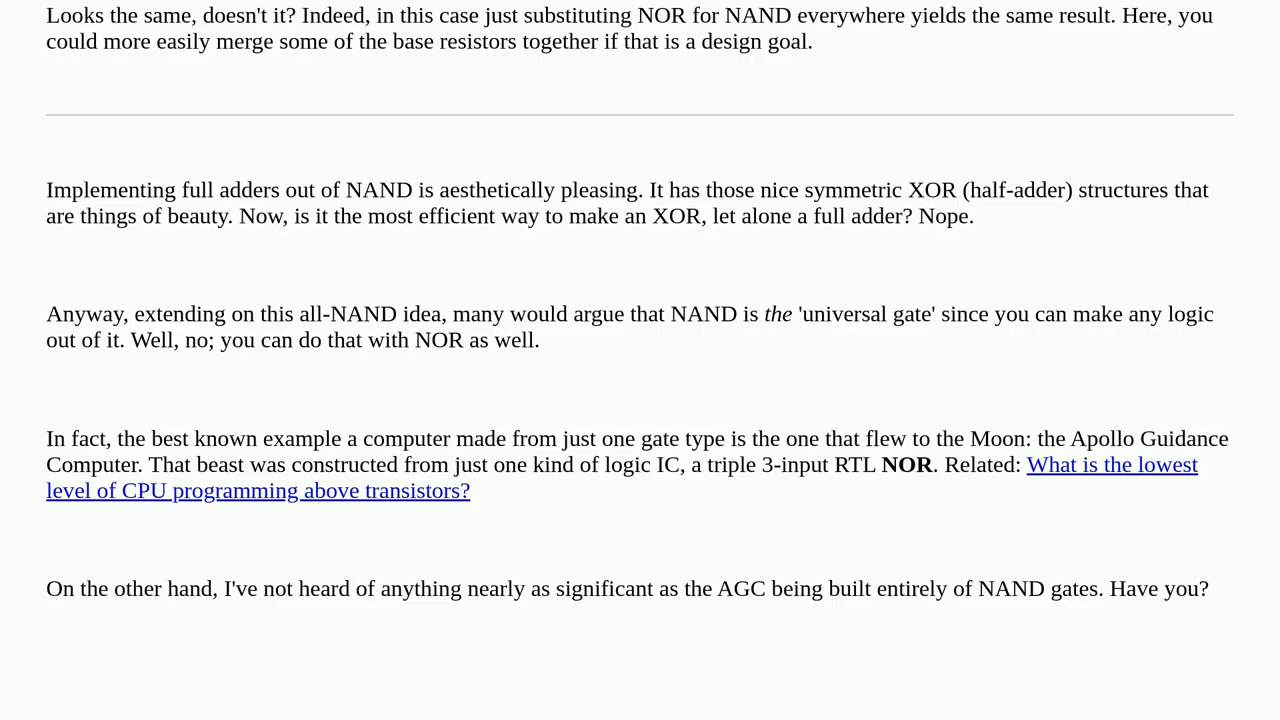 Looks the same, doesn't it? Indeed, in this case just substituting NOR for NAND everywhere yields the same result. Here, you
could more easily merge some of the base resistors together if that is a design goal.
Implementing full adders out of NAND is aesthetically pleasing. It has those nice symmetric XOR (half-adder) structures that
are things of beauty. Now, is it the most efficient way to make an XOR, let alone a full adder? Nope.
Anyway, extending on this all-NAND idea, many would argue that NAND is the 'universal gate' since you can make any logic
out of it. Well, no; you can do that with NOR as well.
In fact, the best known example a computer made from just one gate type is the one that flew to the Moon: the Apollo Guidance
Computer. That beast was constructed from just one kind of logic IC, a triple 3-input RTL NOR. Related: What is the lowest
level of CPU programming above transistors?
On the other hand, I've not heard of anything nearly as significant as the AGC being built entirely of NAND gates. Have you?